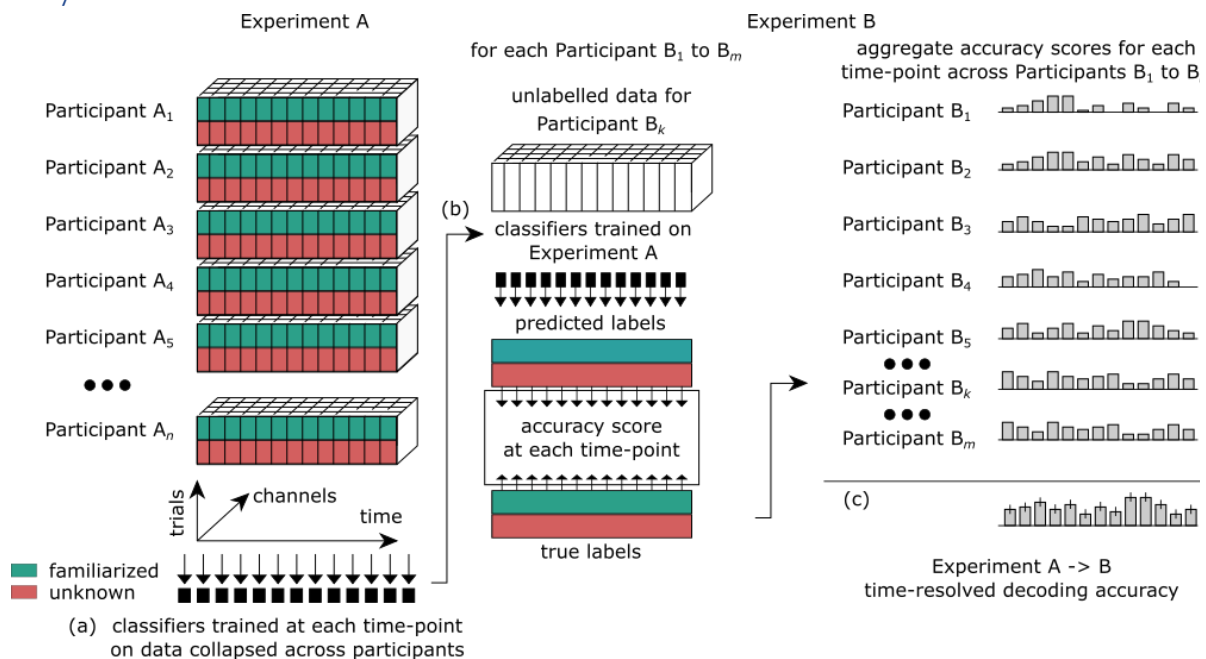 Experiment A
Experiment B
for each Participant B1 to Bm
aggregate accuracy scores for each
time-point across Participants B1 to B
Participant A1
Participant A2
Participant A3
Participant A4
Participant A5
Participant An
trials
channels
time
familiarized
unknown
(a) classifiers trained at each time-point
on data collapsed across participants
(b)
unlabelled data for
Participant Bk
classifiers trained on
Experiment A
predicted labels
accuracy score
at each time-point
true labels
Participant B1
Participant B2
Participant B3
Participant B4
Participant B5
Participant Bk
Participant Bm
(c)
Experiment A -> B
time-resolved decoding accuracy